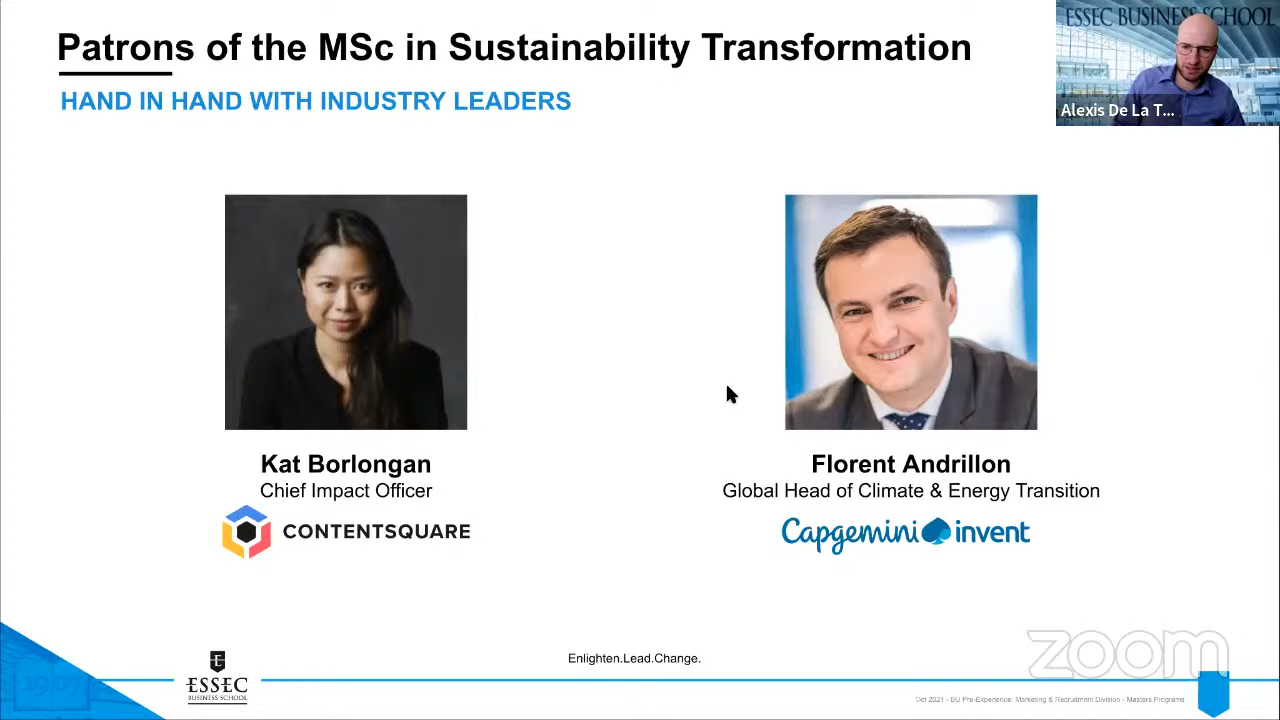 Patrons of the MSc in Sustainability Transformation
HAND IN HAND WITH INDUSTRY LEADERS
ESSEC BUSINESS SCHOOL
Alexis De La T...
Kat Borlongan
Chief Impact Officer
CONTENTSQUARE
Florent Andrillon
Global Head of Climate & Energy Transition
Capgemini invent
zoom
Enlighten.Lead.Change.
1907
E
ESSEC
BUSINESS SCHOOL
Oct 2021 - BU Pre-Experience: Marketing & Recruitment Division - Masters Programs